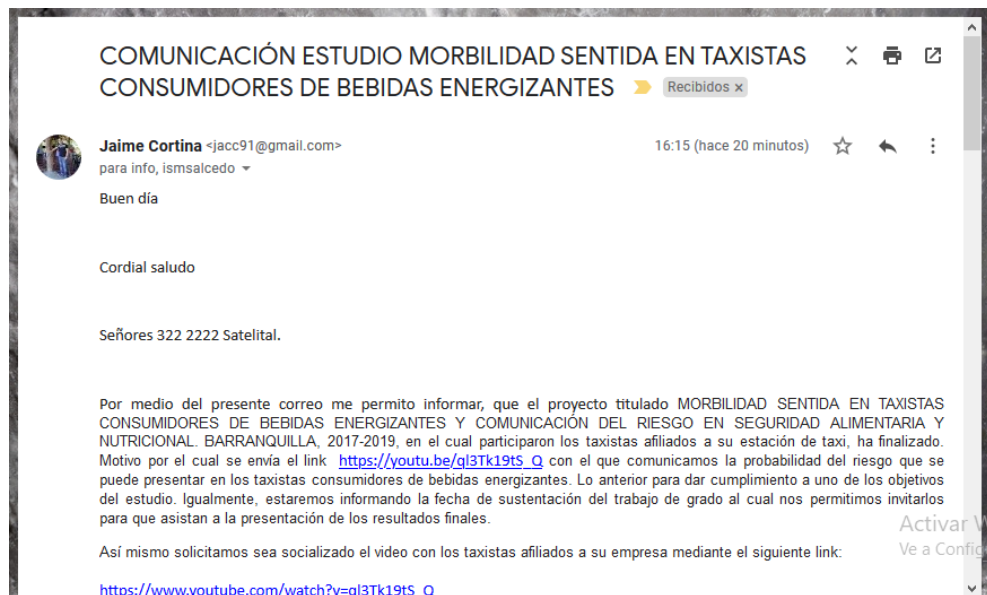 COMUNICACIÓN ESTUDIO MORBILIDAD SENTIDA EN TAXISTAS
CONSUMIDORES DE BEBIDAS ENERGIZANTES Recibidos x
Jaime Cortina <jacc91@gmail.com> 16:15 (hace 20 minutos)
para info, ismsalcedo
Buen día
Cordial saludo
Señores 322 2222 Satelital.
Por medio del presente correo me permito informar, que el proyecto titulado MORBILIDAD SENTIDA EN TAXISTAS
CONSUMIDORES DE BEBIDAS ENERGIZANTES Y COMUNICACIÓN DEL RIESGO EN SEGURIDAD ALIMENTARIA Y
NUTRICIONAL. BARRANQUILLA, 2017-2019, en el cual participaron los taxistas afiliados a su estación de taxi, ha finalizado.
Motivo por el cual se envía el link https://youtu.be/ql3Tk19tS_Q con el que comunicamos la probabilidad del riesgo que se
puede presentar en los taxistas consumidores de bebidas energizantes. Lo anterior para dar cumplimiento a uno de los objetivos
del estudio. Igualmente, estaremos informando la fecha de sustentación del trabajo de grado al cual nos permitimos invitarlos
para que asistan a la presentación de los resultados finales.
Activar W
Así mismo solicitamos sea socializado el video con los taxistas afiliados a su empresa mediante el siguiente link:
Ve a Config
https://www.youtube.com/watch?v=ql3Tk19tS_Q